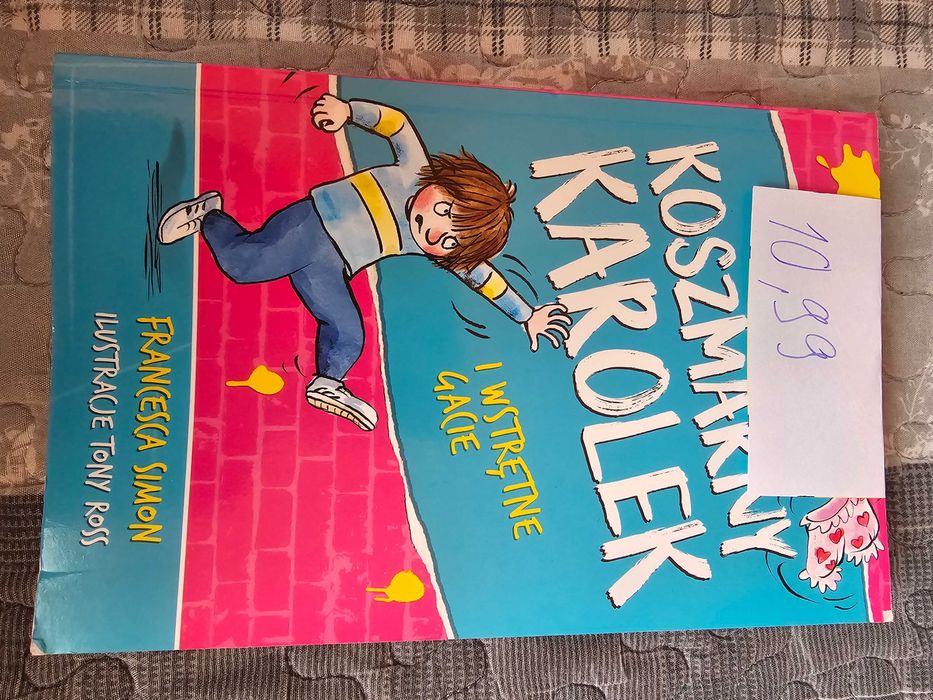 KOSZMARNY
KAROLEK
I WSTRĘTNE
GACIE
FRANCESCA SIMON
ILUSTRACJE TONY ROSS
10,99